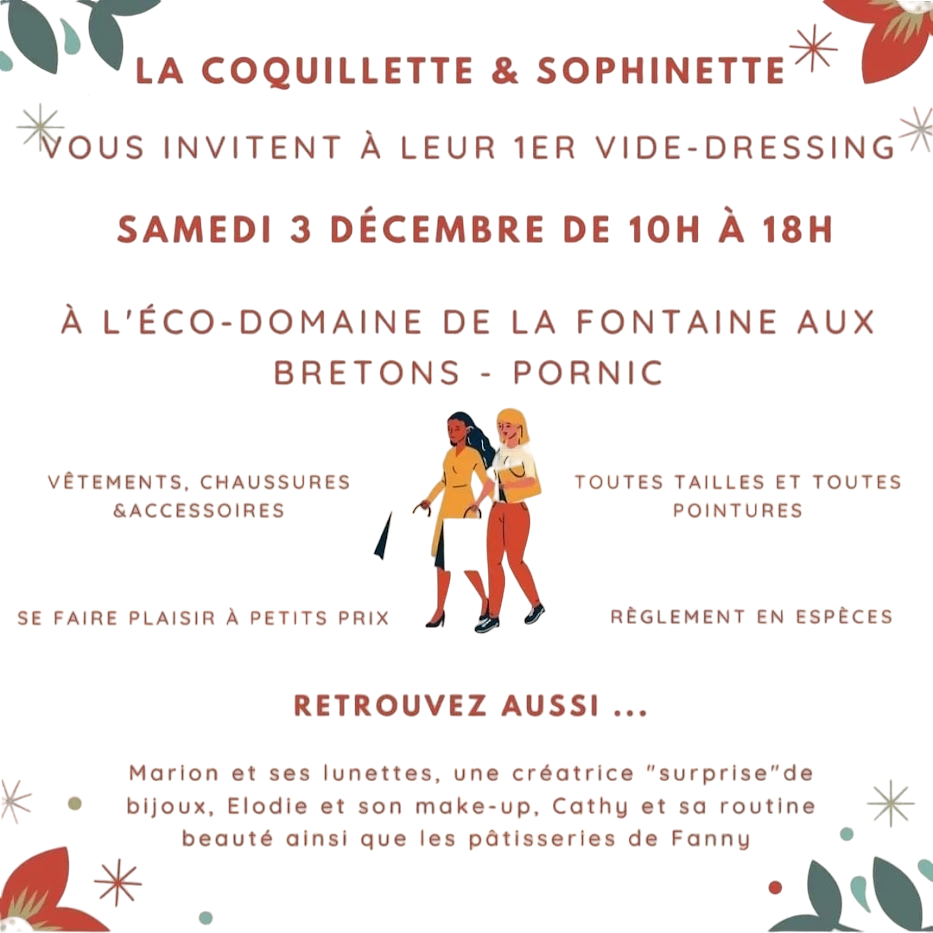 LA COQUILLETTE & SOPHINETTE
VOUS INVITENT À LEUR 1ER VIDE-DRESSING
SAMEDI 3 DÉCEMBRE DE 10H À 18H
À L'ÉCO-DOMAINE DE LA FONTAINE AUX
BRETONS - PORNIC
VÊTEMENTS, CHAUSSURES
&ACCESSOIRES
TOUTES TAILLES ET TOUTES
POINTURES
SE FAIRE PLAISIR À PETITS PRIX
RÈGLEMENT EN ESPÈCES
RETROUVEZ AUSSI ...
Marion et ses lunettes, une créatrice "surprise"de
bijoux, Elodie et son make-up, Cathy et sa routine
beauté ainsi que les pâtisseries de Fanny